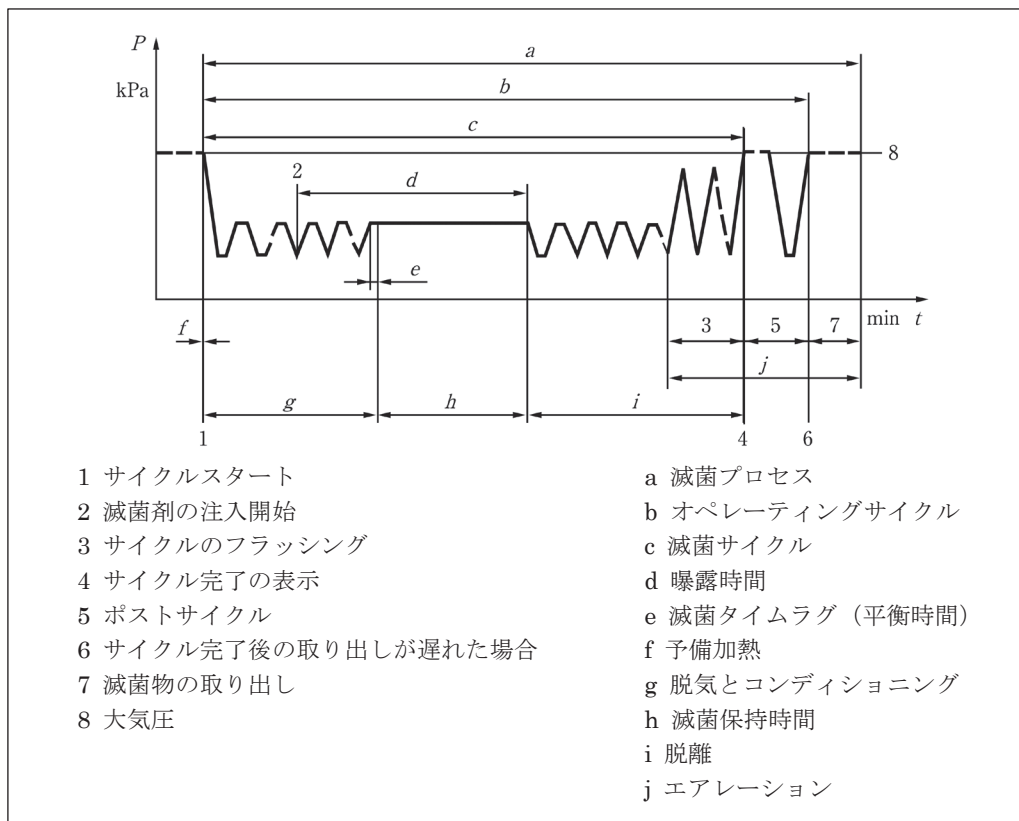 P
kPa
a
b
c
8
2
d
e
min t
f
3 5 7
j
g h i
1 4 6
1 サイクルスタート
2 滅菌剤の注入開始
3 サイクルのフラッシング
4 サイクル完了の表示
5 ポストサイクル
6 サイクル完了後の取り出しが遅れた場合
7 滅菌物の取り出し
8 大気圧
a 滅菌プロセス
b オペレーティングサイクル
c 滅菌サイクル
d 曝露時間
e 滅菌タイムラグ（平衡時間）
f 予備加熱
g 脱気とコンディショニング
h 滅菌保持時間
i 脱離
j エアレーション